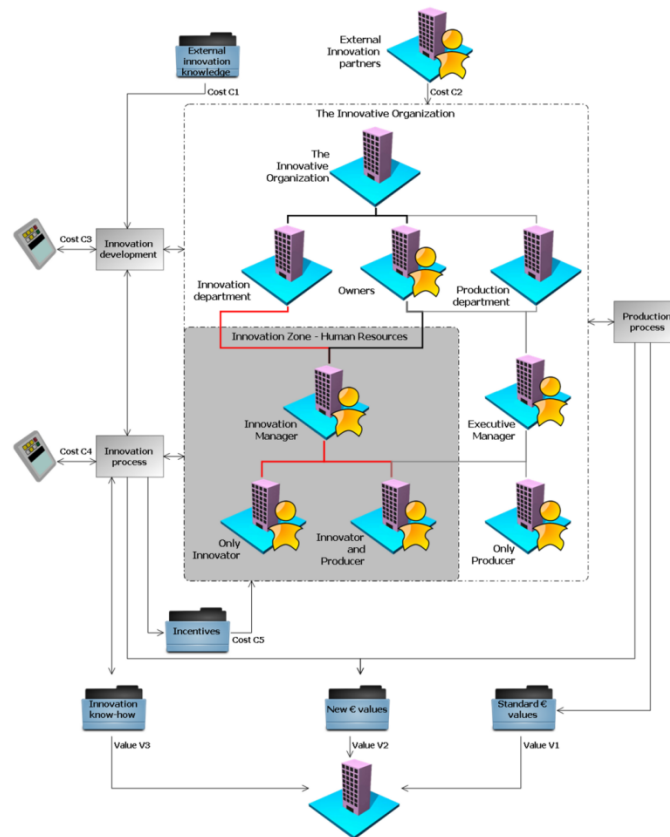 External
innovation
knowledge
External
Innovation
partners
Cost C1
Cost C2
The Innovative Organization
The
Innovative
Organization
Cost C3
Innovation
development
Innovation
department
Owners
Production
department
Production
process
Innovation Zone - Human Resources
Innovation
Manager
Executive
Manager
Cost C4
Innovation
process
Only
Innovator
Innovator
and
Producer
Only
Producer
Incentives
Cost C5
Innovation
know-how
New € values
Standard €
values
Value V3
Value V2
Value V1